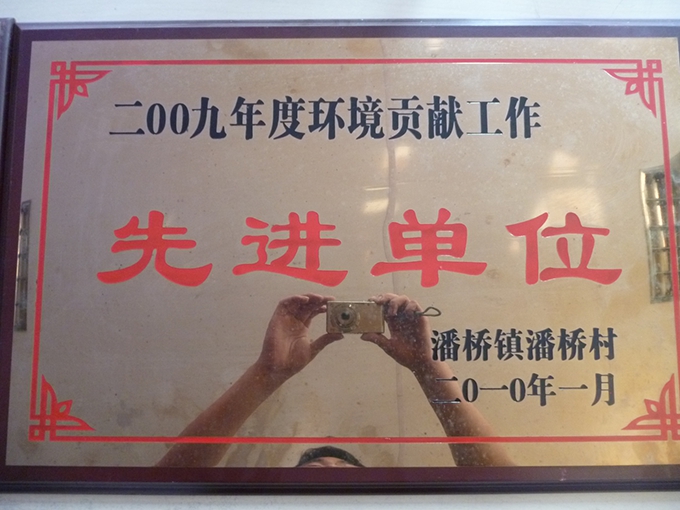 二00九年度环境贡献工作
先进单位
潘桥镇潘桥村
二0一0年一月